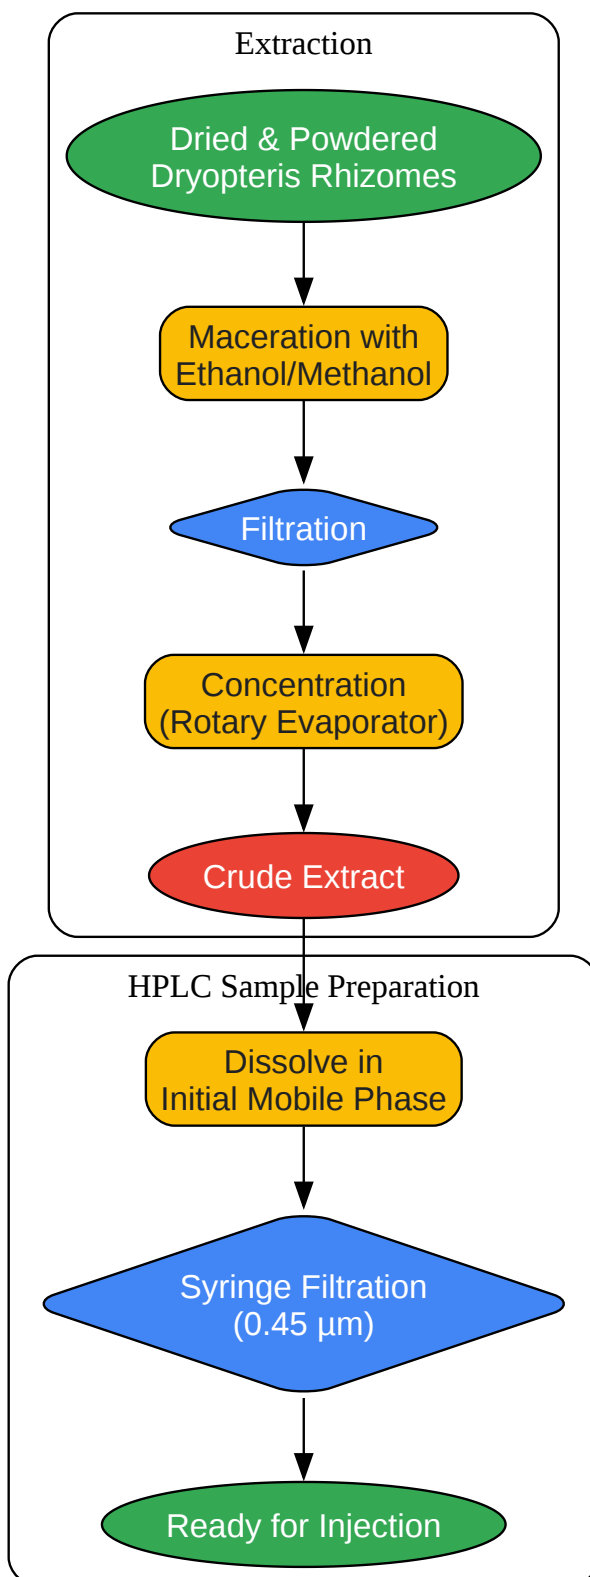 Extraction
Dried & Powdered
Dryopteris Rhizomes
Maceration with
Ethanol/Methanol
Filtration
Concentration
(Rotary Evaporator)
Crude Extract
HPLC Sample Preparation
Dissolve in
Initial Mobile Phase
Syringe Filtration
(0.45 µm)
Ready for Injection